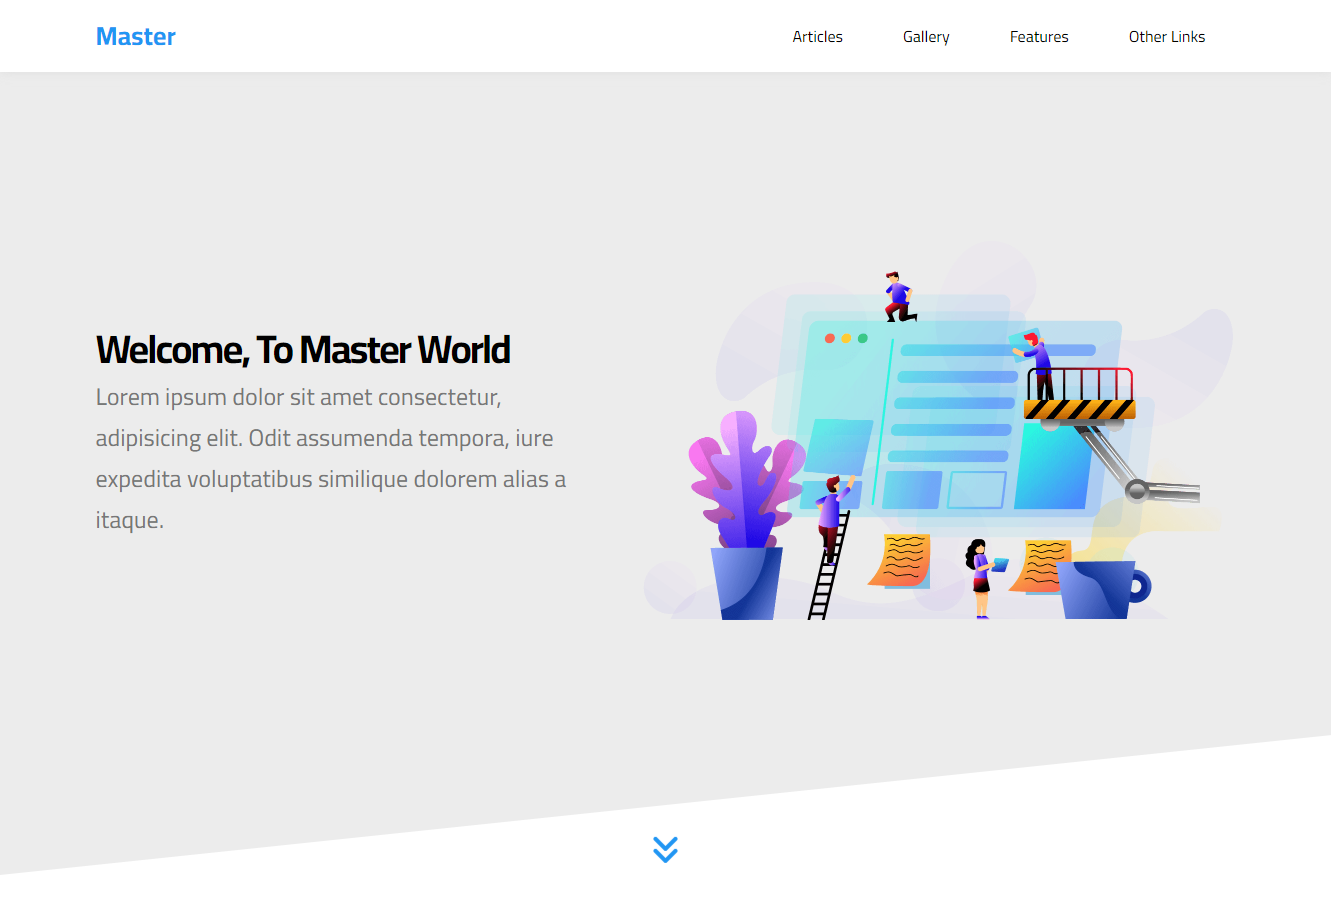 Master
Articles
Gallery
Features
Other Links
Welcome, To Master World
Lorem ipsum dolor sit amet consectetur,
adipisicing elit. Odit assumenda tempora, iure
expedita voluptatibus similique dolorem alias a
itaque.